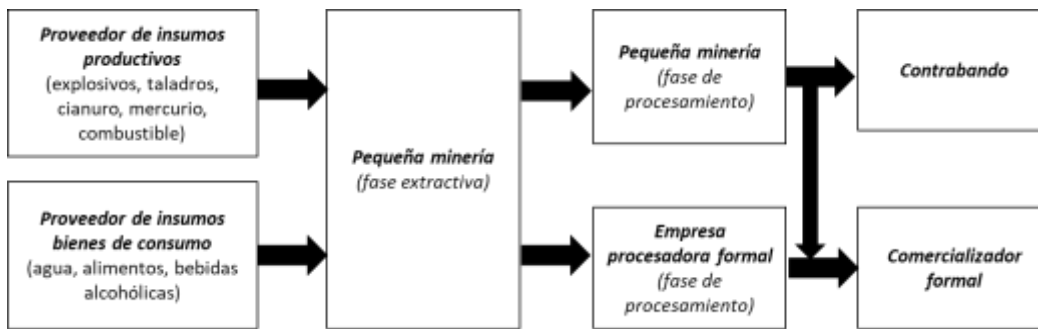 Proveedor de insumos
productivos
(explosivos, taladros,
cianuro, mercurio,
combustible)
Proveedor de insumos
bienes de consumo
(agua, alimentos, bebidas
alcohólicas)
Pequeña minería
(fase extractiva)
Pequeña minería
(fase de
procesamiento)
Empresa
procesadora formal
(fase de
procesamiento)
Contrabando
Comercializador
formal